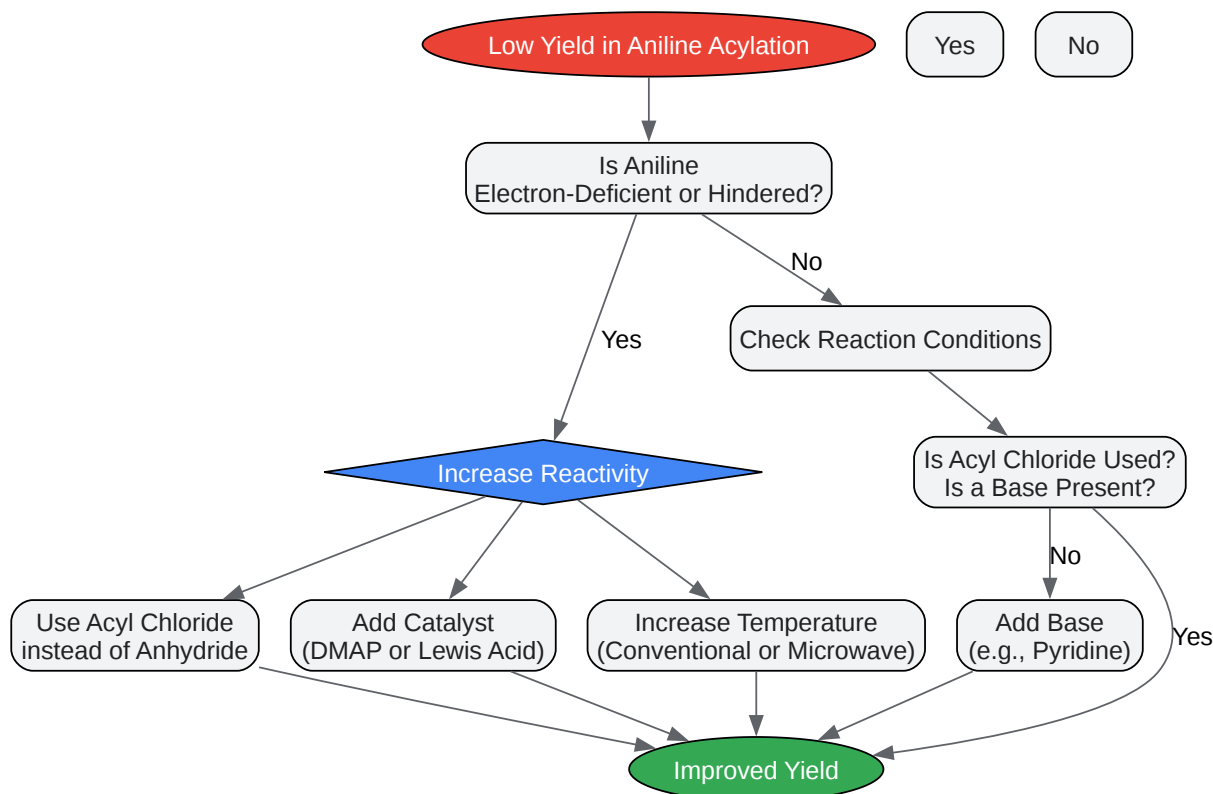 Low Yield in Aniline Acylation
Yes
No
Is Aniline
Electron-Deficient or Hindered?
No
Check Reaction Conditions
Yes
Increase Reactivity
Is Acyl Chloride Used?
Is a Base Present?
No
Use Acyl Chloride
instead of Anhydride
Add Catalyst
(DMAP or Lewis Acid)
Increase Temperature
(Conventional or Microwave)
Add Base
(e.g., Pyridine)
Yes
Improved Yield